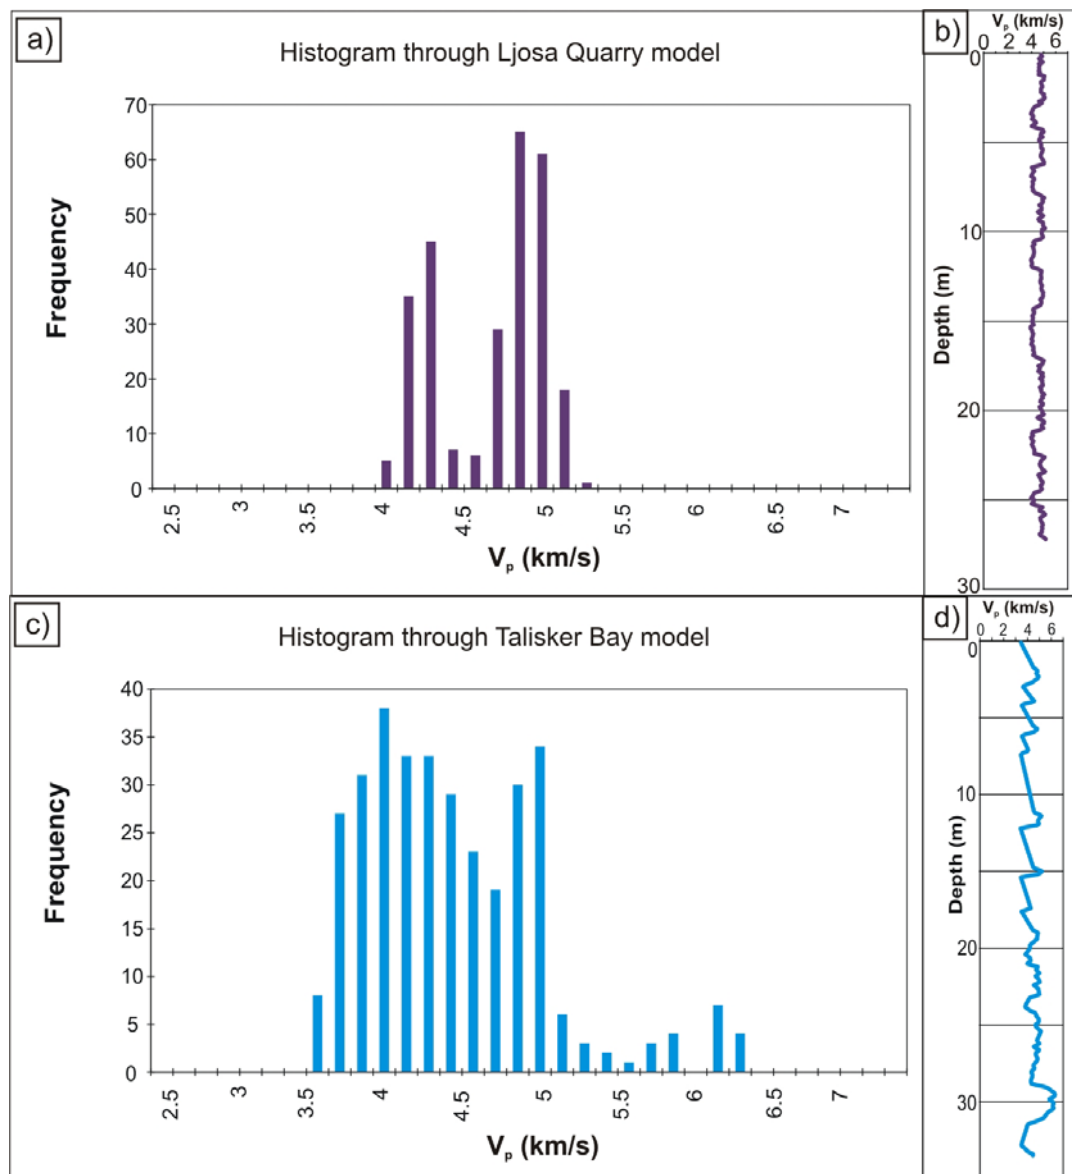 a)
Histogram through Ljosa Quarry model
70
60
50
40
30
20
10
0
Frequency
2.5 3 3.5 4 4.5 5 5.5 6 6.5 7
Vp (km/s)
b)
Vp (km/s)
0 2 4 6
0
10
20
30
Depth (m)
c)
Histogram through Talisker Bay model
40
35
30
25
20
15
10
5
0
Frequency
2.5 3 3.5 4 4.5 5 5.5 6 6.5 7
Vp (km/s)
d)
Vp (km/s)
0 2 4 6
0
10
20
30
Depth (m)